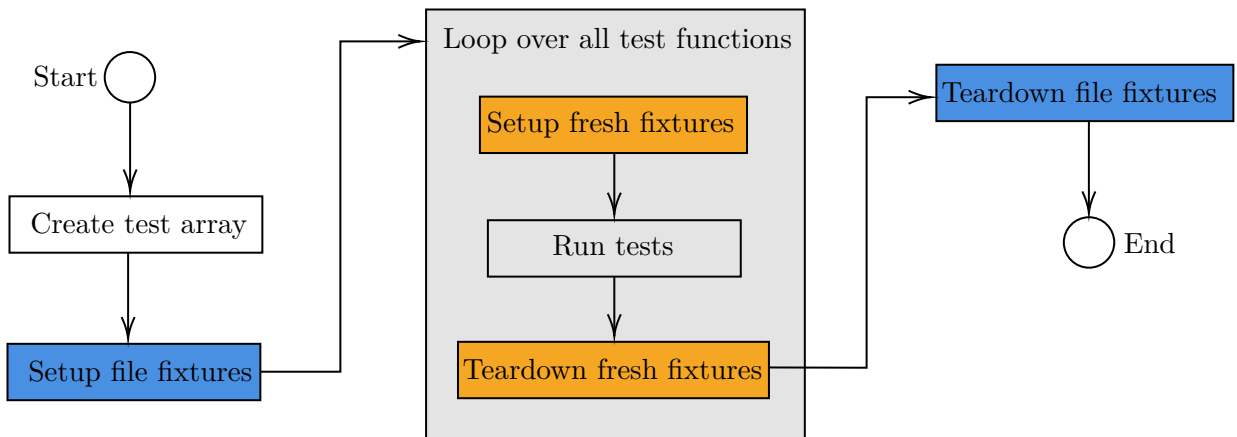 Start
Create test array
Setup file fixtures
Loop over all test functions
Setup fresh fixtures
Run tests
Teardown fresh fixtures
Teardown file fixtures
End